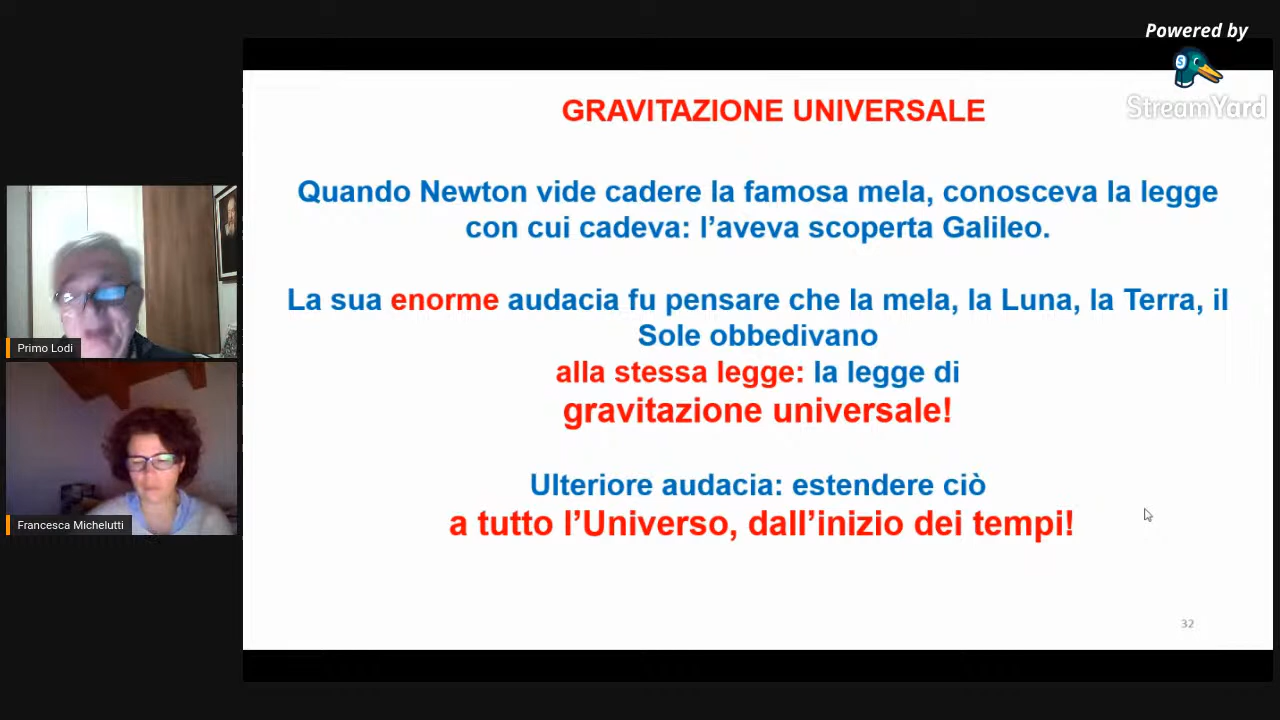 Powered by
StreamYard
GRAVITAZIONE UNIVERSALE
Quando Newton vide cadere la famosa mela, conosceva la legge
con cui cadeva: l’aveva scoperta Galileo.
La sua enorme audacia fu pensare che la mela, la Luna, la Terra, il
Sole obbedivano
alla stessa legge: la legge di
gravitazione universale!
Ulteriore audacia: estendere ciò
a tutto l’Universo, dall’inizio dei tempi!
32
Primo Lodi
Francesca Michelutti